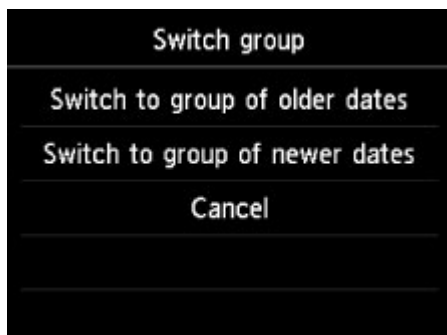 Switch group
Switch to group of older dates
Switch to group of newer dates
Cancel